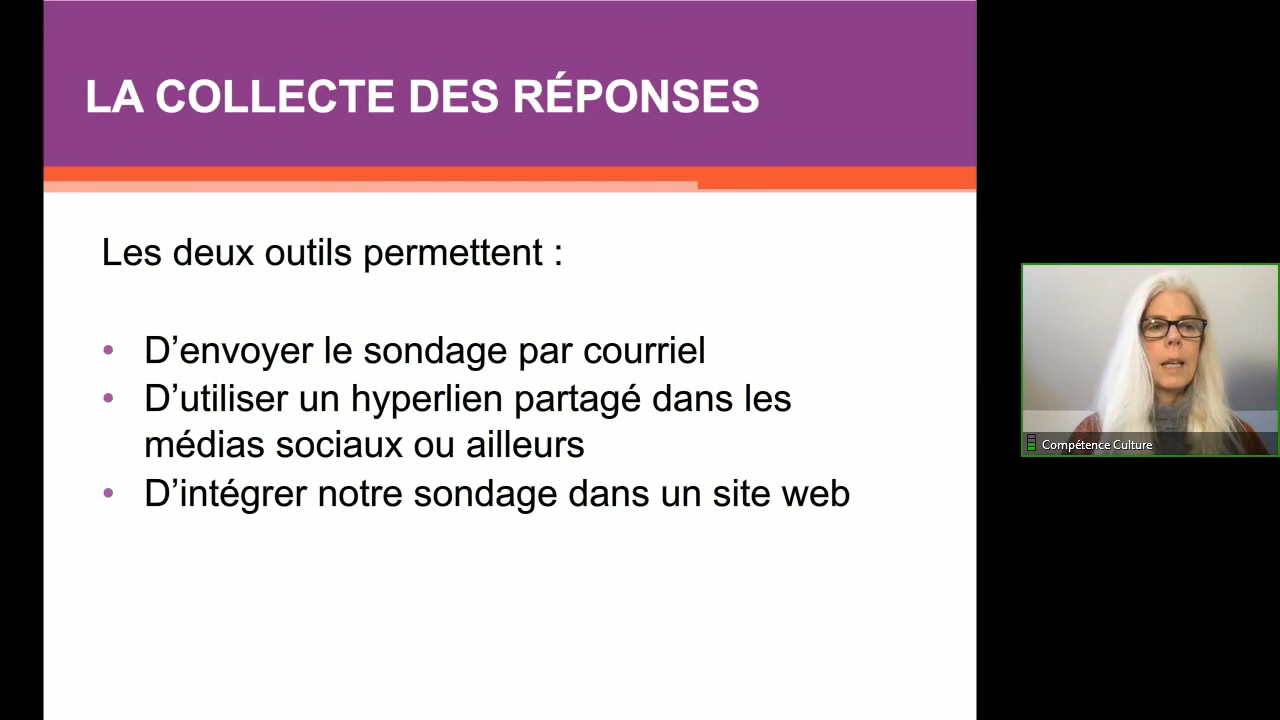 LA COLLECTE DES RÉPONSES
Les deux outils permettent :
• D’envoyer le sondage par courriel
• D’utiliser un hyperlien partagé dans les
médias sociaux ou ailleurs
• D’intégrer notre sondage dans un site web
Compétence Culture